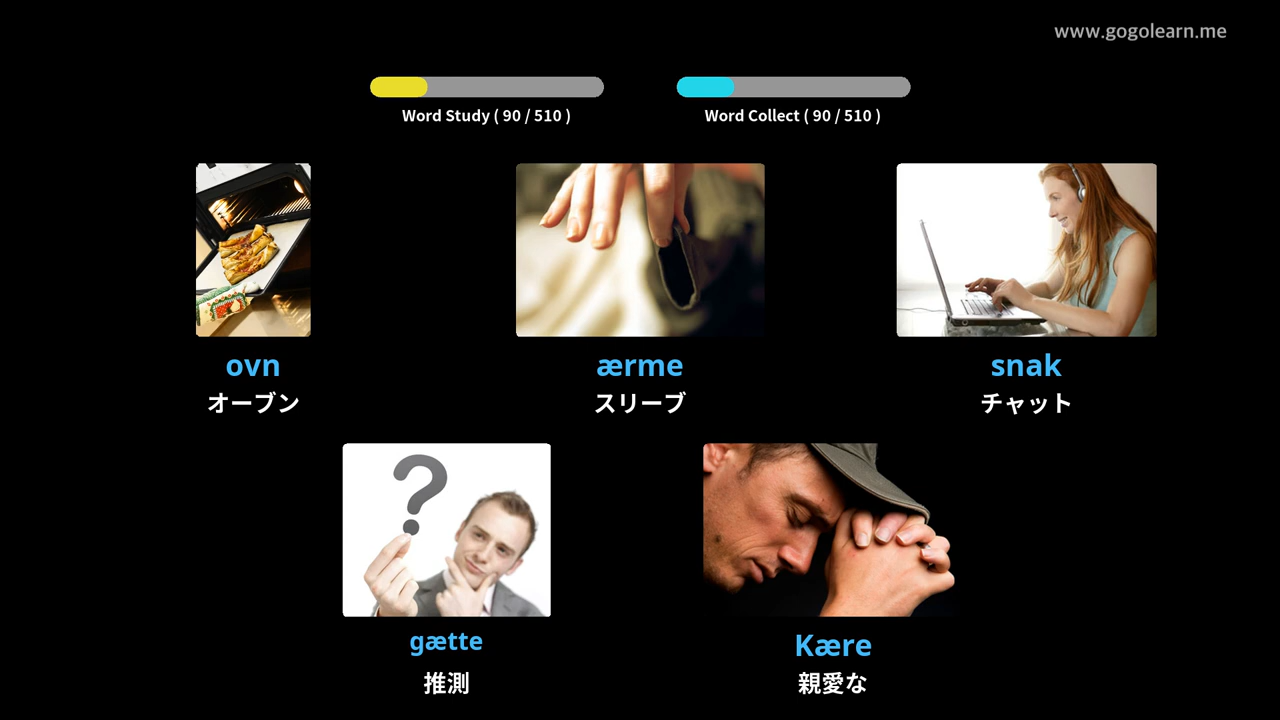 www.gogolearn.me
Word Study ( 90 / 510 )
Word Collect ( 90 / 510 )
ovn
オーブン
ærme
スリーブ
snak
チャット
gætte
推測
Kære
親愛な